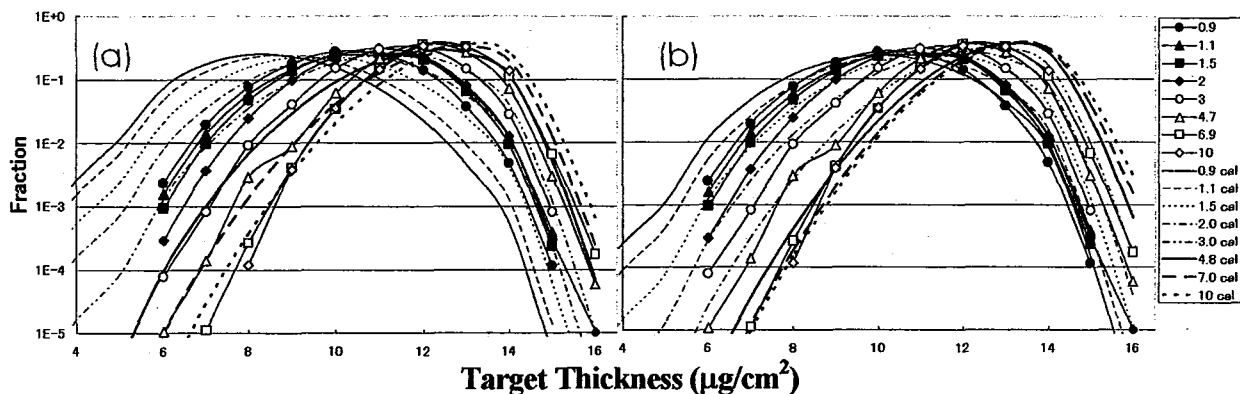 1E+0
1E-1
1E-2
1E-3
1E-4
1E-5
Fraction
(a)
(b)
4 6 8 10 12 14 16
4 6 8 10 12 14 16
Target Thickness (µg/cm²)
0.9
1.1
1.5
2
3
4.7
6.9
10
0.9 cal
1.1 cal
1.5 cal
2.0 cal
3.0 cal
4.8 cal
7.0 cal
10 cal